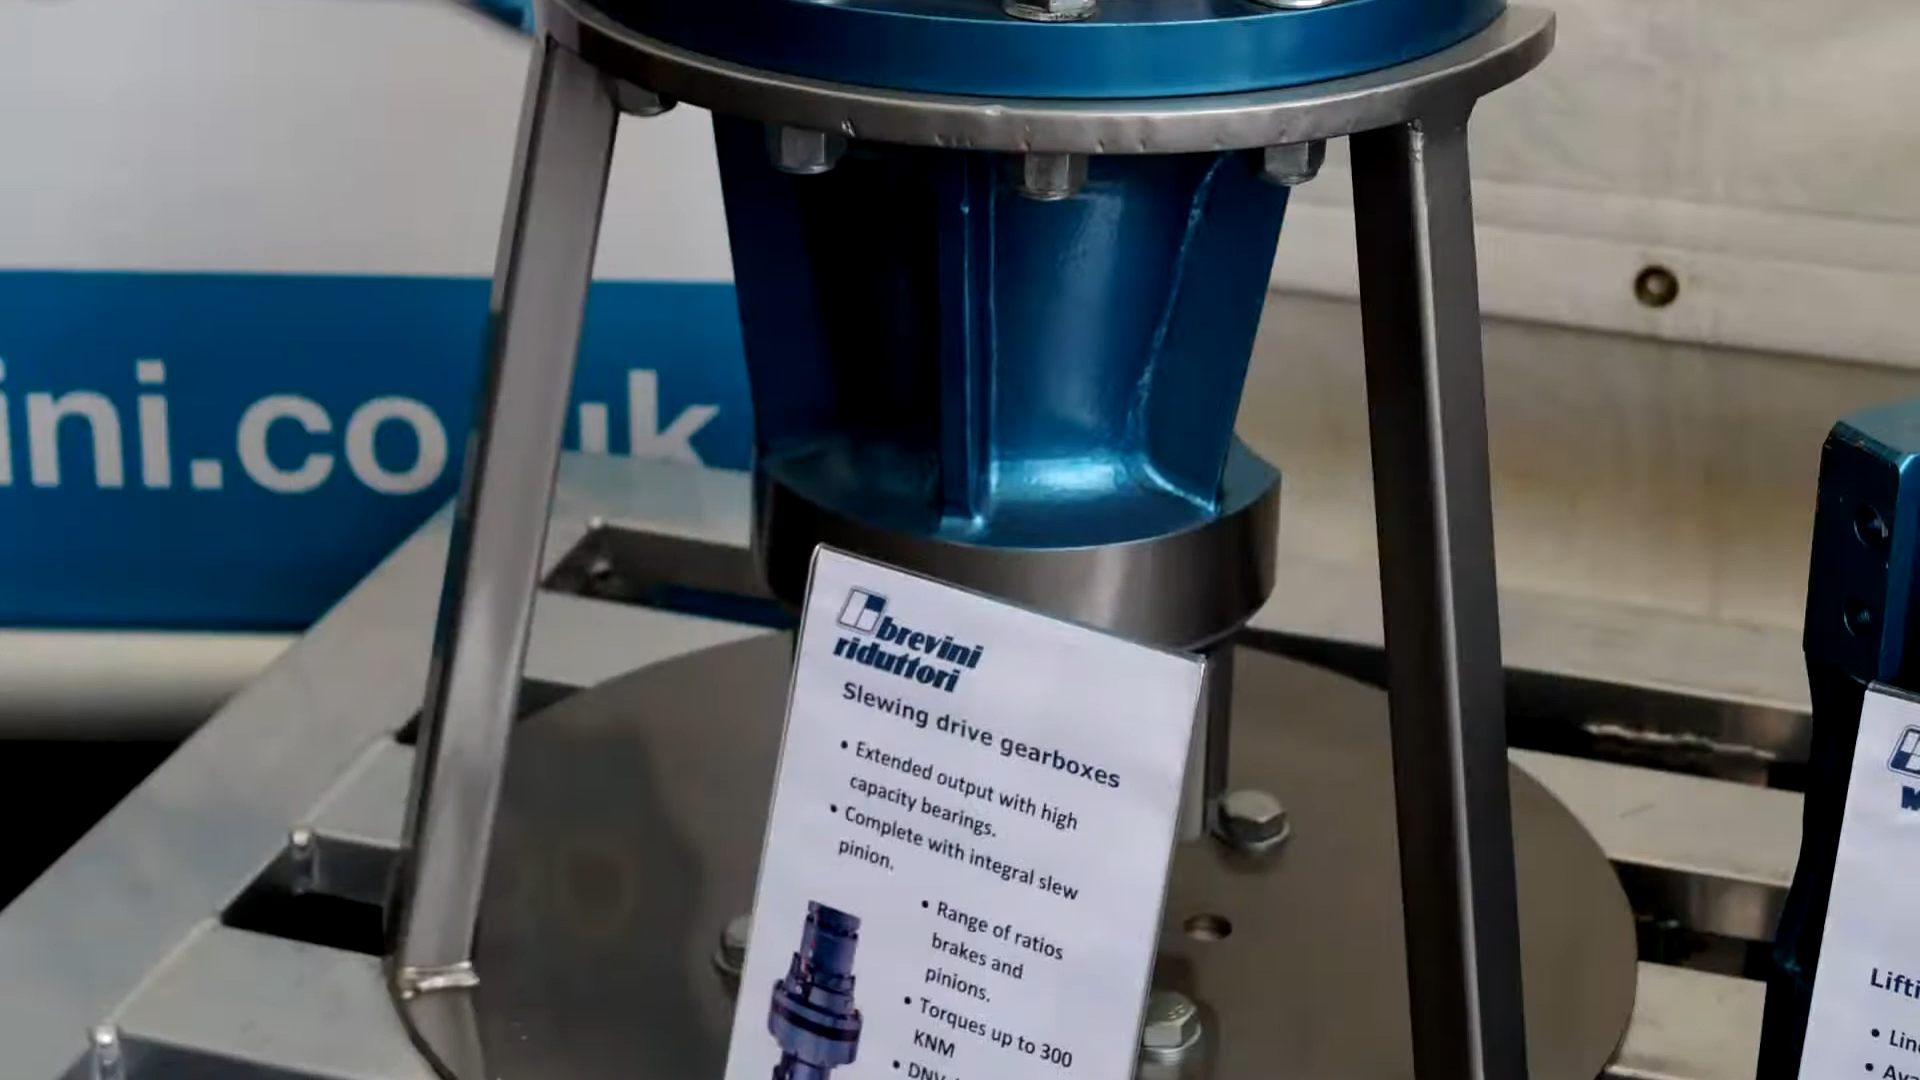 ini.co.uk
brevini
riduttori
Slewing drive gearboxes
• Extended output with high
capacity bearings.
• Complete with integral slew
pinion.
• Range of ratios
brakes and
pinions.
• Torques up to 300
KNM
• DNV